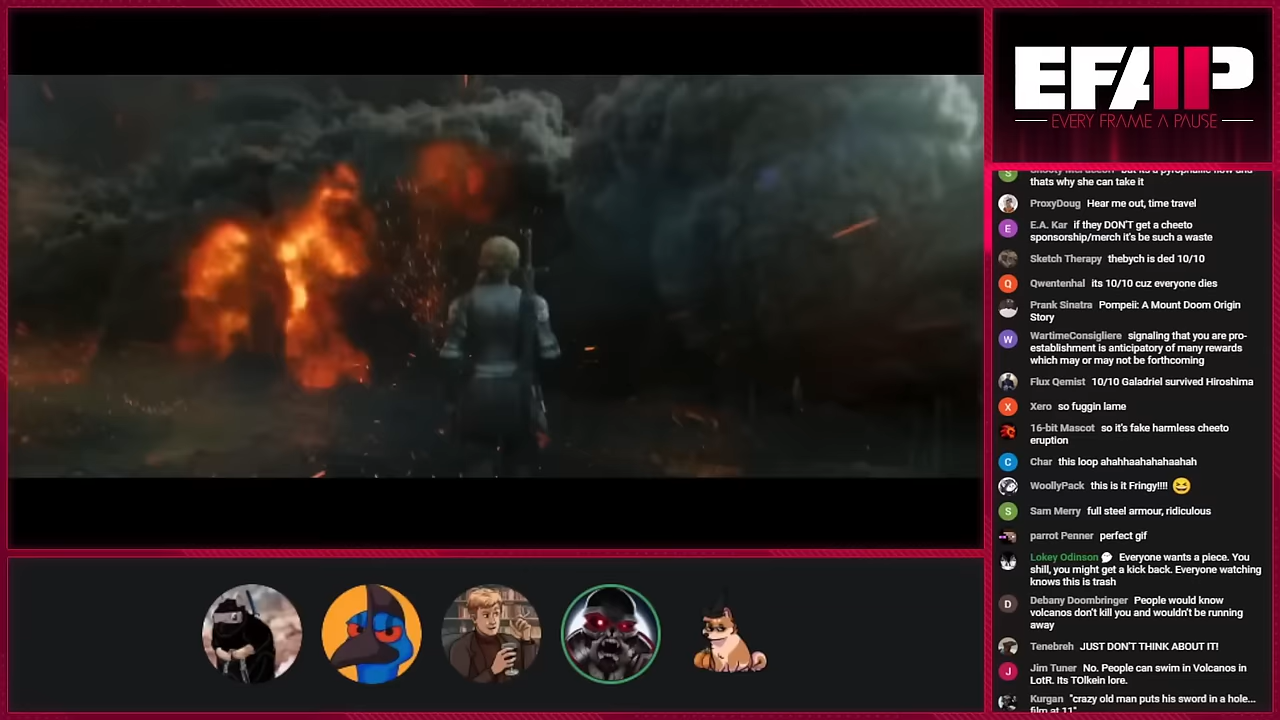 EFAP
EVERY FRAME A PAUSE
thats why she can take it
ProxyDoug Hear me out, time travel
E.A. Kar if they DON'T get a cheeto
sponsorship/merch it's be such a waste
Sketch Therapy thebych is ded 10/10
Qwentenhal its 10/10 cuz everyone dies
Prank Sinatra Pompeii: A Mount Doom Origin
Story
WartimeConsigliere signaling that you are pro-
establishment is anticipatory of many rewards
which may or may not be forthcoming
Flux Qemist 10/10 Galadriel survived Hiroshima
Xero so fuggin lame
16-bit Mascot so it's fake harmless cheeto
eruption
Char this loop ahahhaahahahaahah
WoollyPack this is it Fringy!!!! 😆
Sam Merry full steel armour, ridiculous
parrot Penner perfect gif
Lokey Odinson Everyone wants a piece. You
shill, you might get a kick back. Everyone watching
knows this is trash
Debany Doombringer People would know
volcanos don't kill you and wouldn't be running
away
Tenebreh JUST DON'T THINK ABOUT IT!
Jim Tuner No. People can swim in Volcanos in
LotR. Its TOlkein lore.
Kurgan "crazy old man puts his sword in a hole...
film at 11"